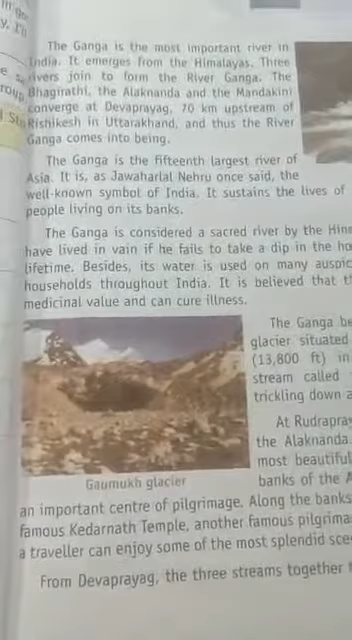 The Ganga is the most important river in
India. It emerges from the Himalayas. Three
rivers join to form the River Ganga. The
Bhagirathi, the Alaknanda and the Mandakini
converge at Devaprayag, 70 km upstream of
Rishikesh in Uttarakhand, and thus the River
Ganga comes into being.
The Ganga is the fifteenth largest river of
Asia. It is, as Jawaharlal Nehru once said, the
well-known symbol of India. It sustains the lives of
people living on its banks.
The Ganga is considered a sacred river by the
have lived in vain if he fails to take a dip in the
lifetime. Besides, its water is used on many
households throughout India. It is believed that
medicinal value and can cure illness.
The Ganga
glacier situated
(13,800 ft) in
stream called
trickling down
At
the Alaknanda.
most beautiful
banks of the
Gaumukh glacier
an important centre of pilgrimage. Along the banks
famous Kedarnath Temple, another famous
a traveller can enjoy some of the most splendid
From Devaprayag, the three streams together